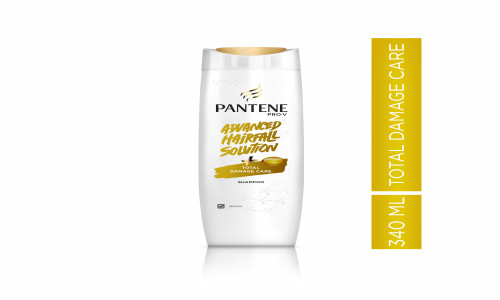 PANTENE
PRO-V
ADVANCED
HAIRFALL
SOLUTION
TOTAL
DAMAGE CARE
SHAMPOO
TOTAL DAMAGE CARE
340 ML